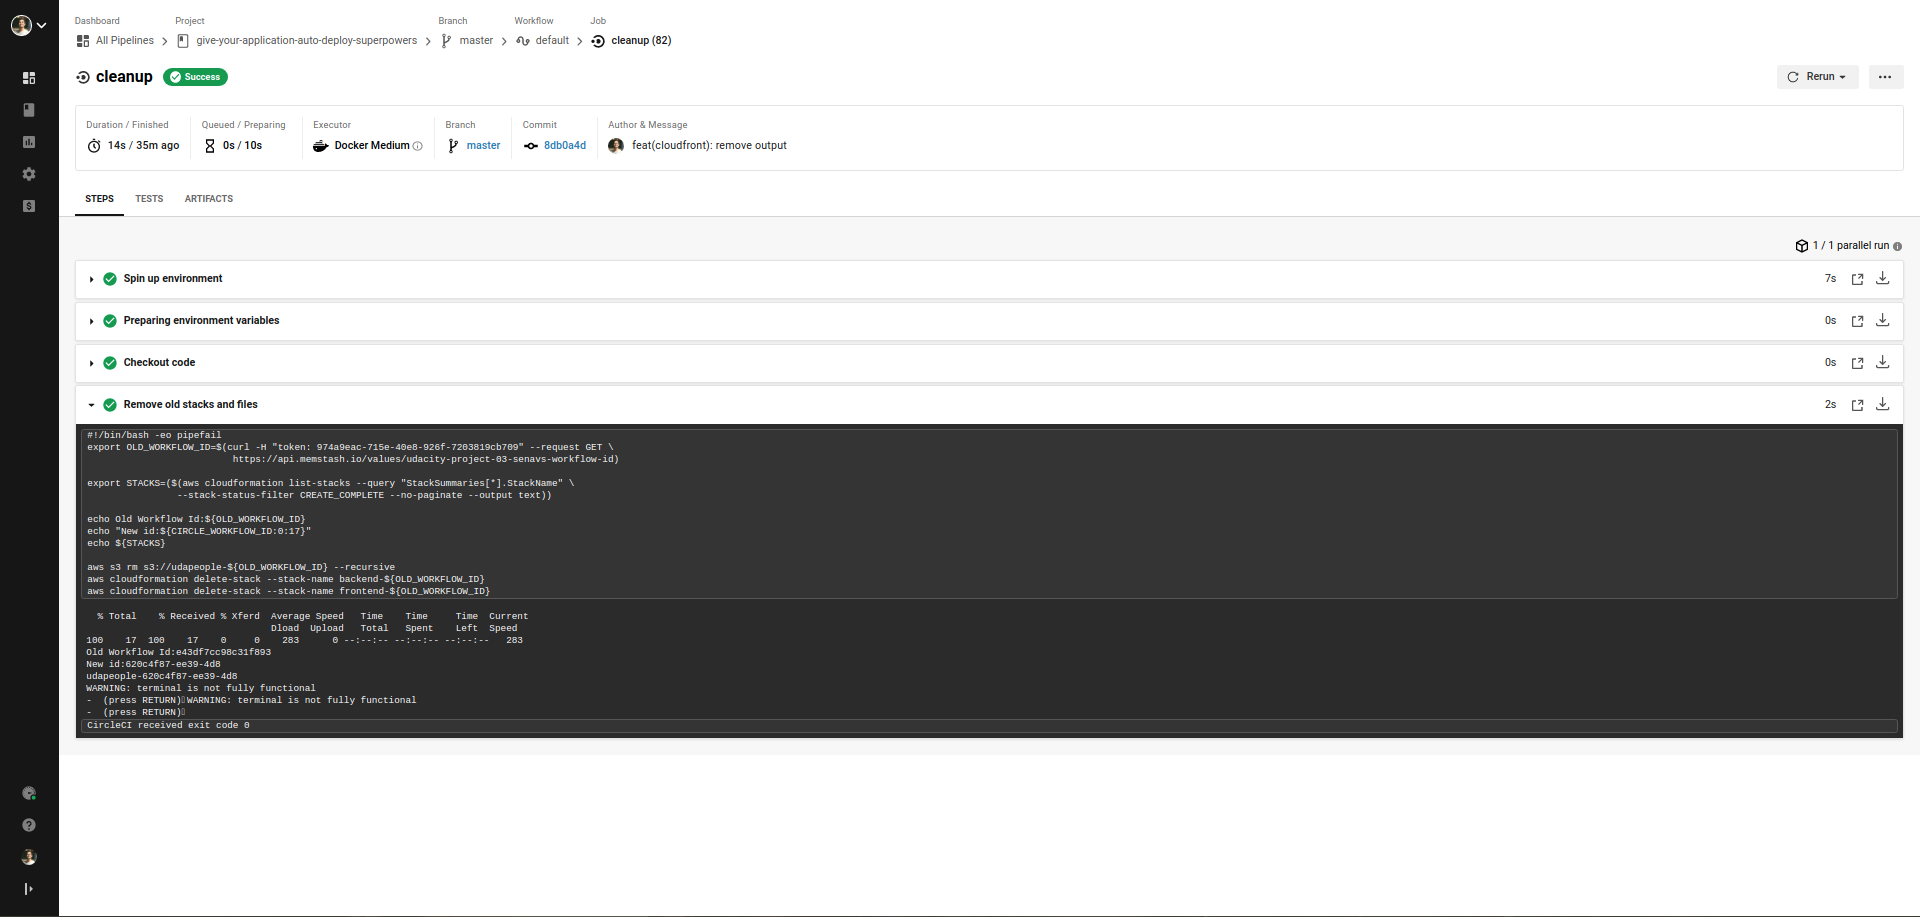 Dashboard
All Pipelines
Project
give-your-application-auto-deploy-superpowers
Branch
master
Workflow
default
Job
cleanup (82)
cleanup
Success
Rerun
Duration / Finished
14s / 35m ago
Queued / Preparing
0s / 10s
Executor
Docker Medium
Branch
master
Commit
8db0a4d
Author & Message
feat(cloudfront): remove output
STEPS TESTS ARTIFACTS
1 / 1 parallel run
Spin up environment 7s
Preparing environment variables 0s
Checkout code 0s
Remove old stacks and files 2s
#!/bin/bash -eo pipefail
export OLD_WORKFLOW_ID=$(curl -H "token: 974a9eac-715e-40e8-926f-7203819cb709" --request GET \
https://api.memstash.io/values/udacity-project-03-senavs-workflow-id)
export STACKS=($(aws cloudformation list-stacks --query "StackSummaries[*].StackName" \
--stack-status-filter CREATE_COMPLETE --no-paginate --output text))
echo Old Workflow Id:${OLD_WORKFLOW_ID}
echo "New id:${CIRCLE_WORKFLOW_ID:0:17}"
echo ${STACKS}
aws s3 rm s3://udapeople-${OLD_WORKFLOW_ID} --recursive
aws cloudformation delete-stack --stack-name backend-${OLD_WORKFLOW_ID}
aws cloudformation delete-stack --stack-name frontend-${OLD_WORKFLOW_ID}
% Total % Received % Xferd Average Speed Time Time Time Current
Dload Upload Total Spent Left Speed
100 17 100 17 0 0 283 0 --:--:-- --:--:-- --:--:-- 283
Old Workflow Id:e43df7cc98c31f893
New id:620c4f87-ee39-4d8
udapeople-620c4f87-ee39-4d8
WARNING: terminal is not fully functional
- (press RETURN)WARNING: terminal is not fully functional
- (press RETURN)
CircleCI received exit code 0